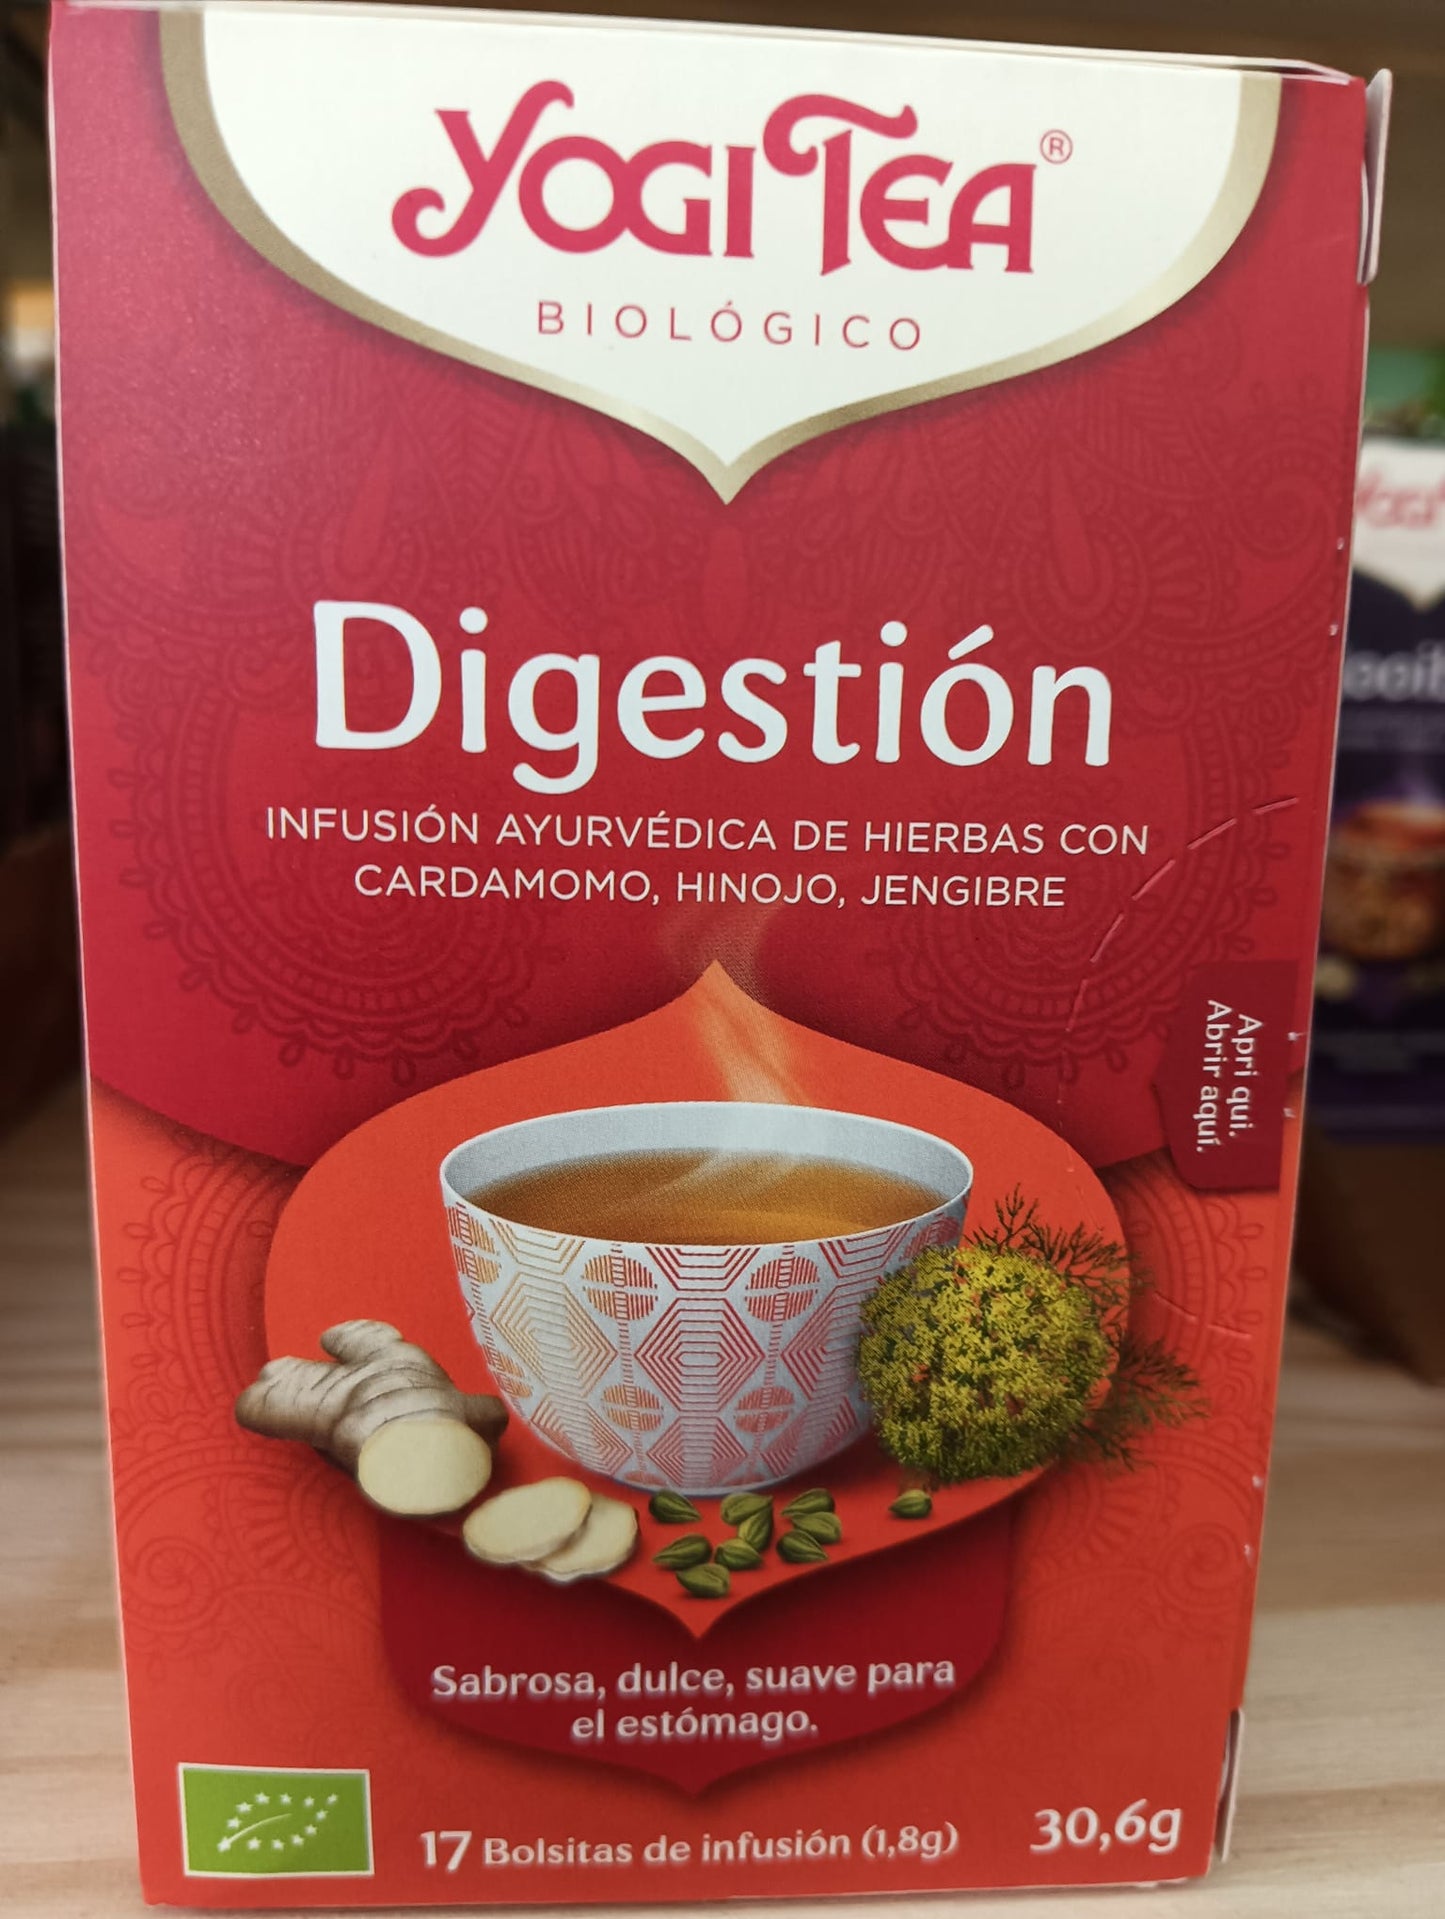 YOGI TEA®
BIOLÓGICO
Digestión
INFUSIÓN AYURVÉDICA DE HIERBAS CON
CARDAMOMO, HINOJO, JENGIBRE
Apri qui.
Abrir aquí.
Sabrosa, dulce, suave para
el estómago.
17 Bolsitas de infusión (1,8g)
30,6g